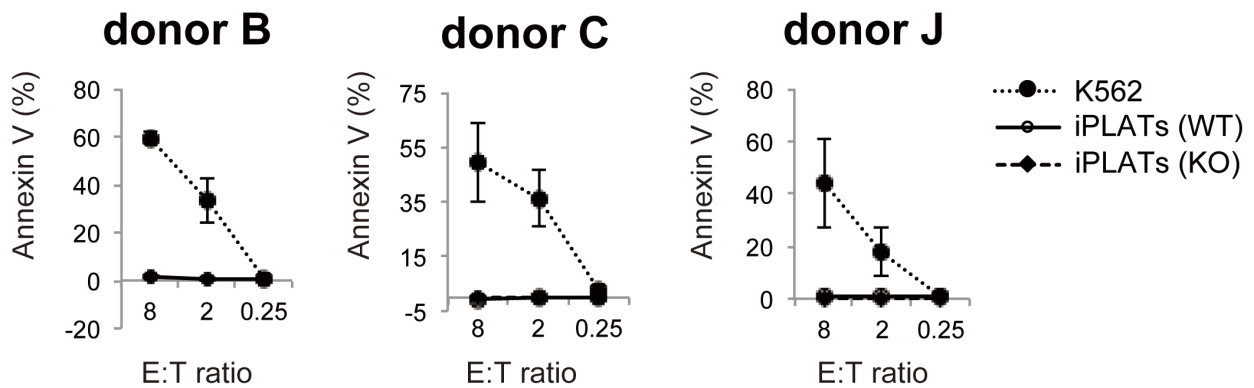 donor B
Annexin V (%)
80
60
40
20
0
-20
8 2 0.25
E:T ratio
donor C
Annexin V (%)
75
55
35
15
-5
8 2 0.25
E:T ratio
donor J
Annexin V (%)
80
60
40
20
0
8 2 0.25
E:T ratio
K562
iPLATs (WT)
iPLATs (KO)